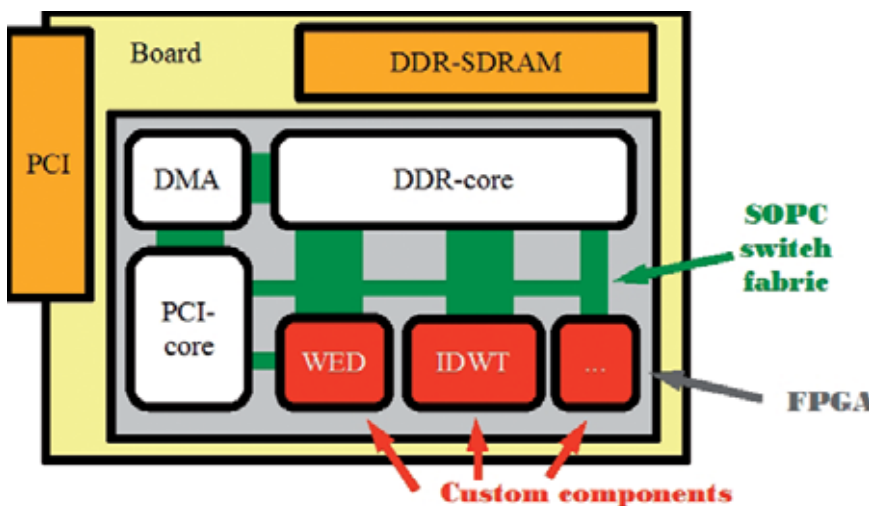 Board
DDR-SDRAM
PCI
DMA
DDR-core
SOPC
switch
fabric
PCI-
core
WED
IDWT
...
FPGA
Custom components